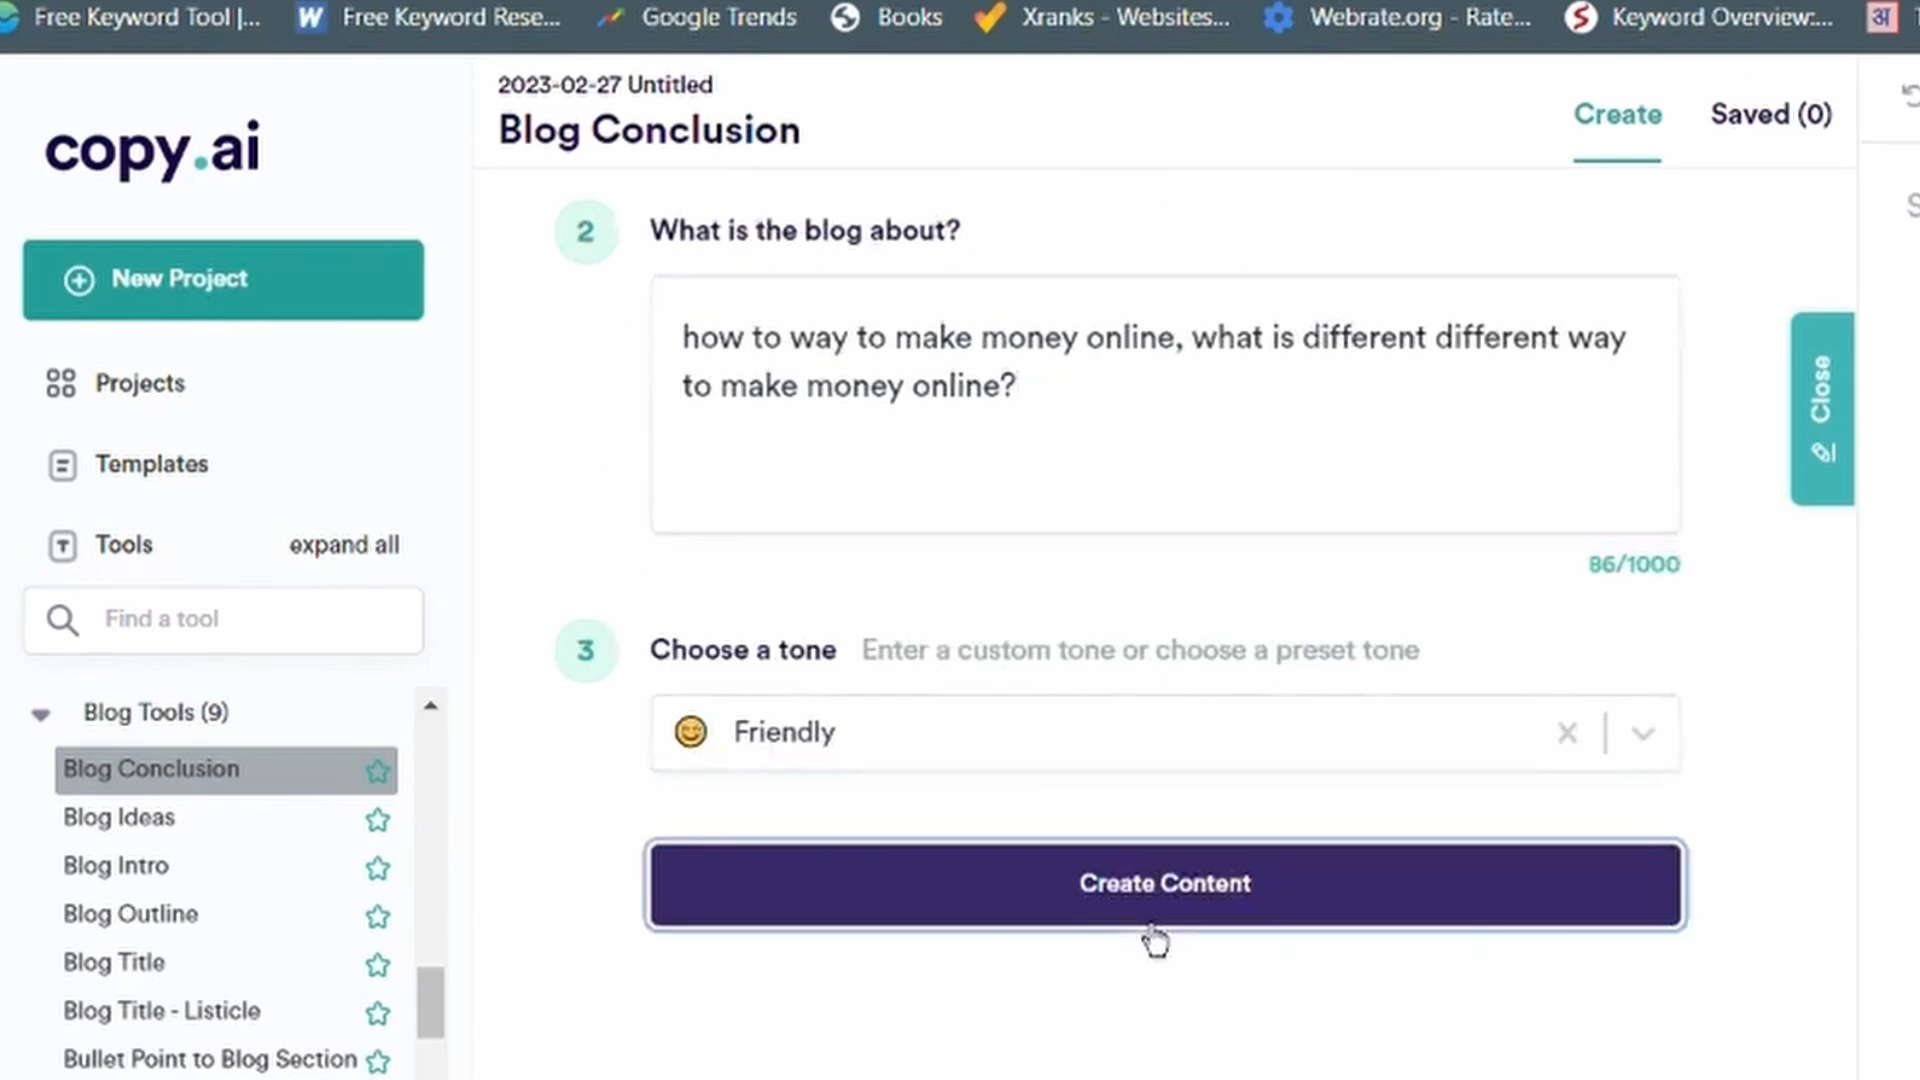 Free Keyword Tool |...
Free Keyword Rese...
Google Trends
Books
Xranks - Websites...
Webrate.org - Rate...
Keyword Overview:...
अ
copy.ai
New Project
Projects
Templates
Tools
expand all
Find a tool
Blog Tools (9)
Blog Conclusion
Blog Ideas
Blog Intro
Blog Outline
Blog Title
Blog Title - Listicle
Bullet Point to Blog Section
2023-02-27 Untitled
Blog Conclusion
Create
Saved (0)
2
What is the blog about?
how to way to make money online, what is different different way
to make money online?
86/1000
3
Choose a tone
Enter a custom tone or choose a preset tone
Friendly
Create Content
Close